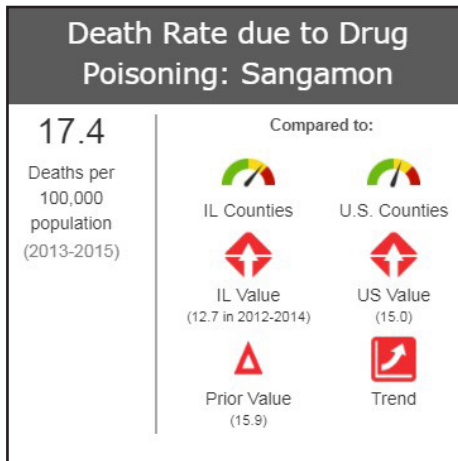 Death Rate due to Drug
Poisoning: Sangamon
17.4
Deaths per
100,000
population
(2013-2015)
Compared to:
IL Counties
U.S. Counties
IL Value
(12.7 in 2012-2014)
US Value
(15.0)
Prior Value
(15.9)
Trend